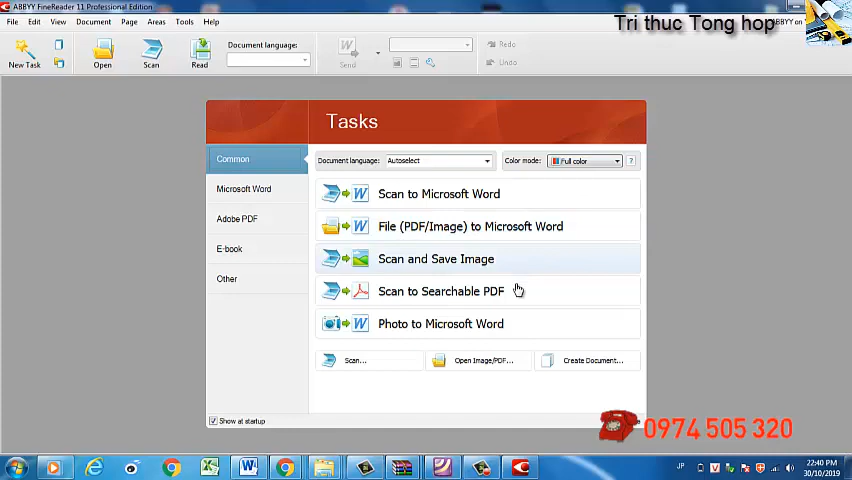 ABBYY FineReader 11 Professional Edition
File Edit View Document Page Areas Tools Help
Tri thuc Tong hop
ABBYY on
New Task
Open
Scan
Read
Document language:
Send
Redo
Undo
Tasks
Common
Microsoft Word
Adobe PDF
E-book
Other
Document language: Autoselect
Color mode: Full color ?
Scan to Microsoft Word
File (PDF/Image) to Microsoft Word
Scan and Save Image
Scan to Searchable PDF
Photo to Microsoft Word
Scan...
Open Image/PDF...
Create Document...
Show at startup
0974 505 320
JP
22:40 PM
30/10/2019